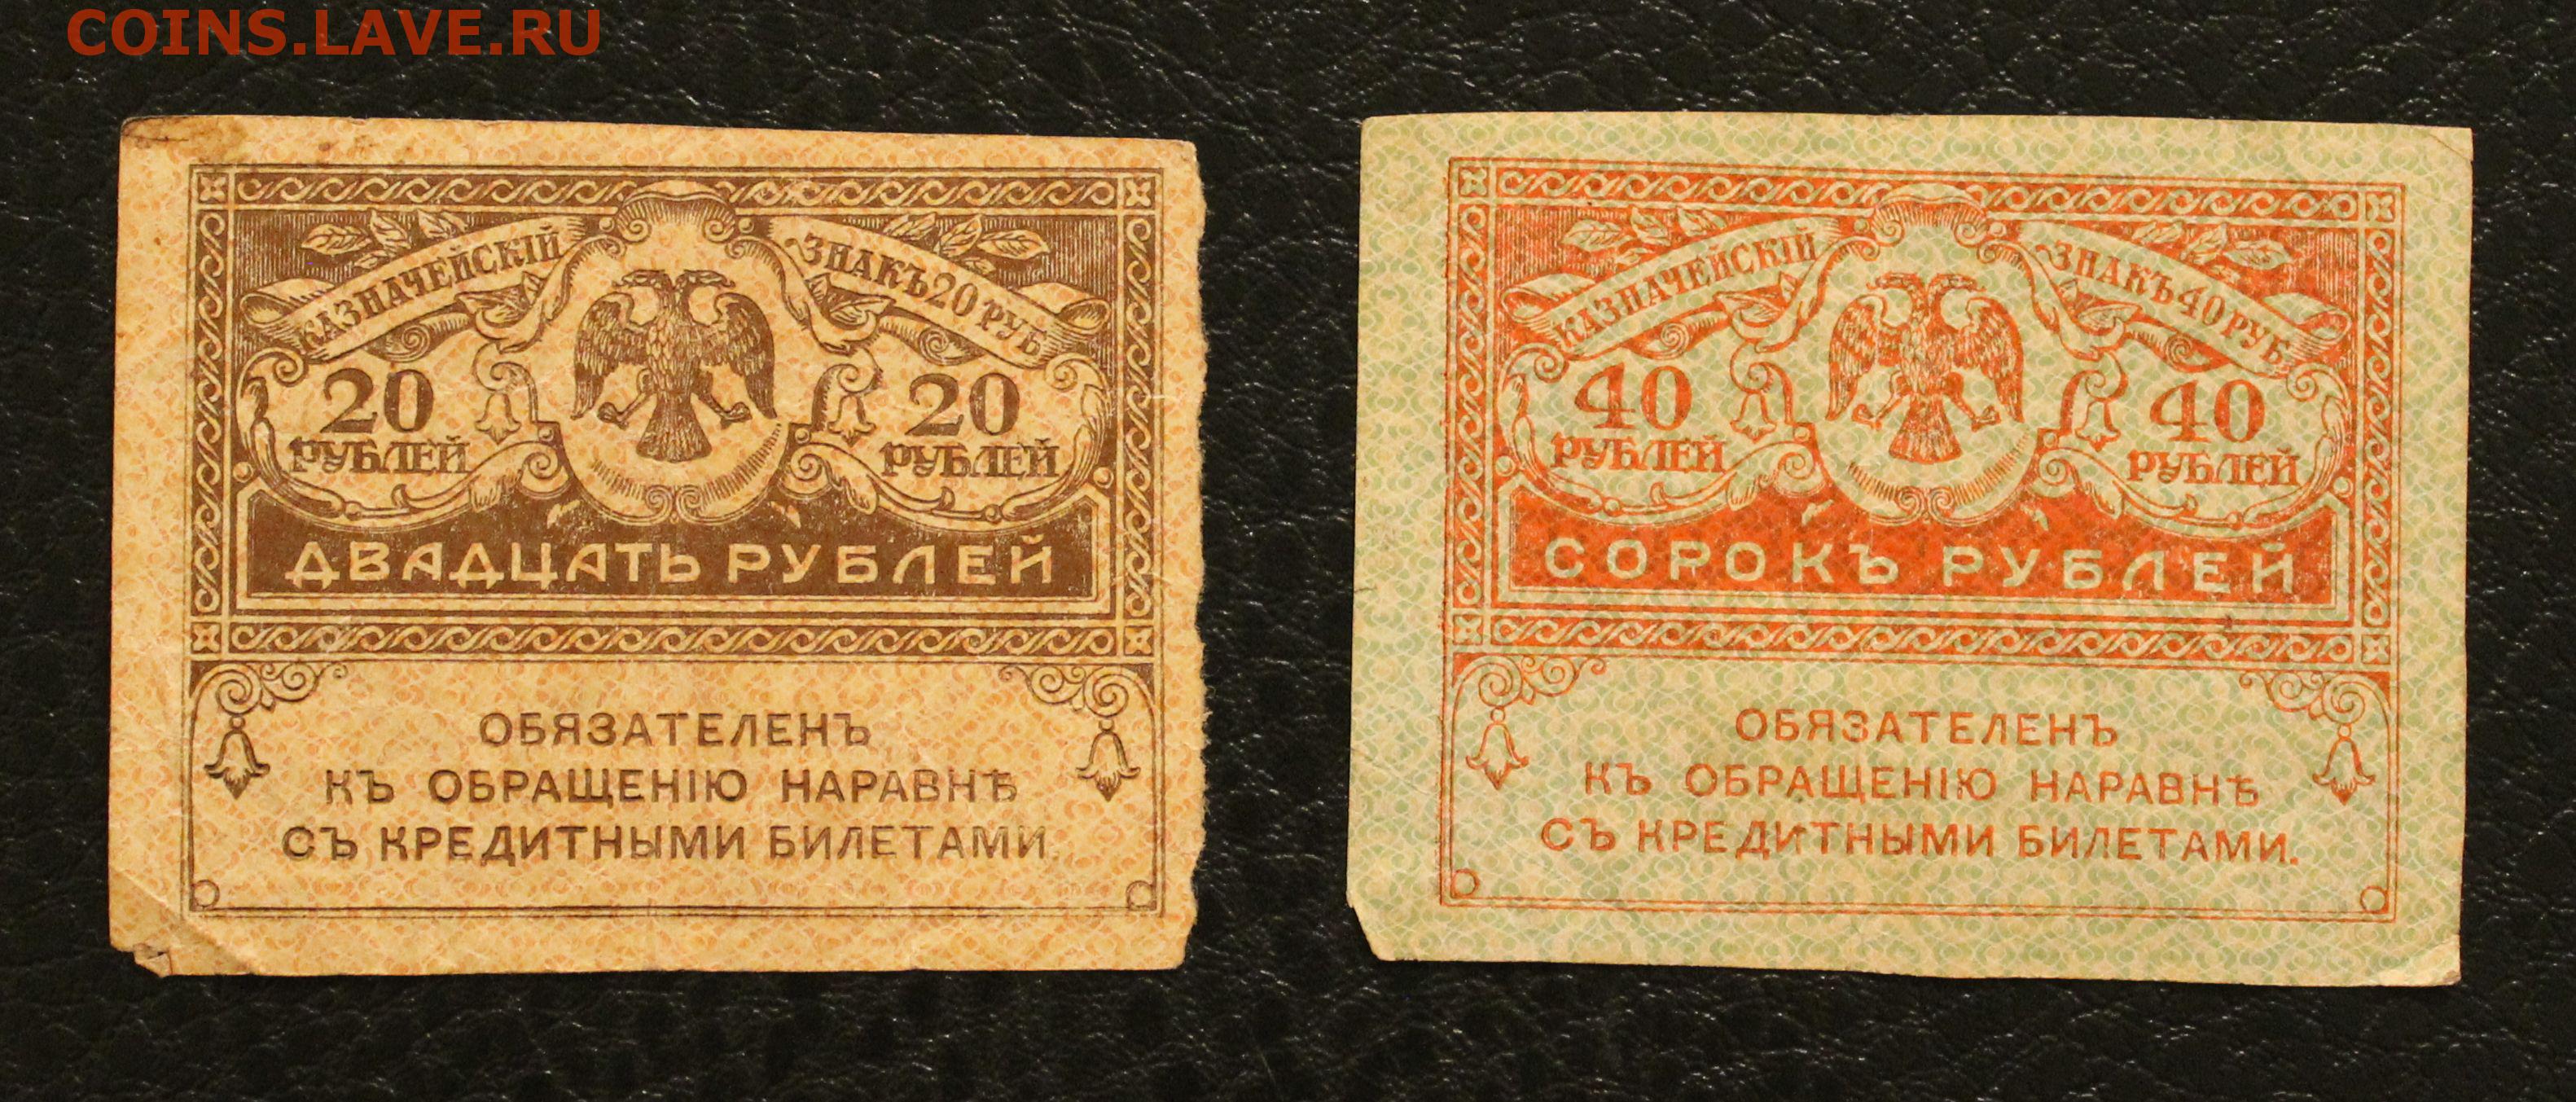 COINS.LAVE.RU
КАЗНАЧЕЙСКІЙ ЗНАКЪ 20 РУБ
20 20
РУБЛЕЙ РУБЛЕЙ
ДВАДЦАТЬ РУБЛЕЙ
ОБЯЗАТЕЛЕНЪ
КЪ ОБРАЩЕНІЮ НАРАВНѢ
СЪ КРЕДИТНЫМИ БИЛЕТАМИ.
КАЗНАЧЕЙСКІЙ ЗНАКЪ 40 РУБ
40 40
РУБЛЕЙ РУБЛЕЙ
СОРОКЪ РУБЛЕЙ
ОБЯЗАТЕЛЕНЪ
КЪ ОБРАЩЕНІЮ НАРАВНѢ
СЪ КРЕДИТНЫМИ БИЛЕТАМИ.